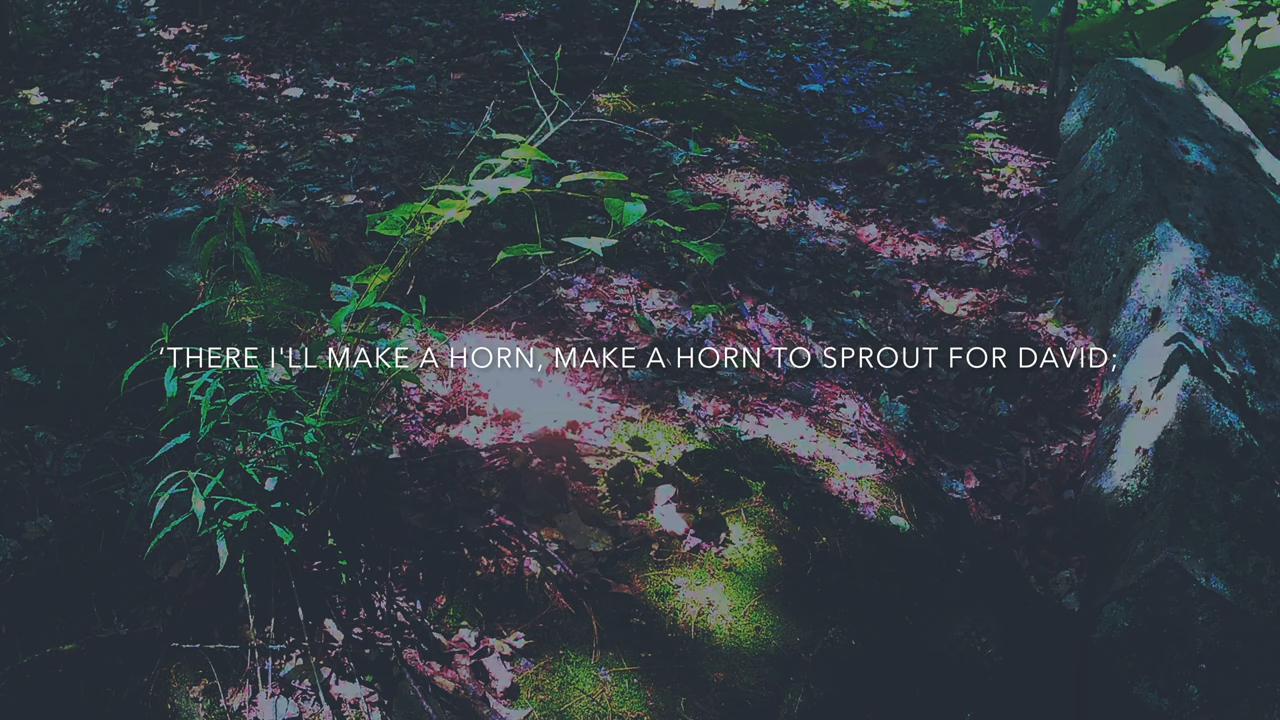 ‘THERE I'LL MAKE A HORN, MAKE A HORN TO SPROUT FOR DAVID;